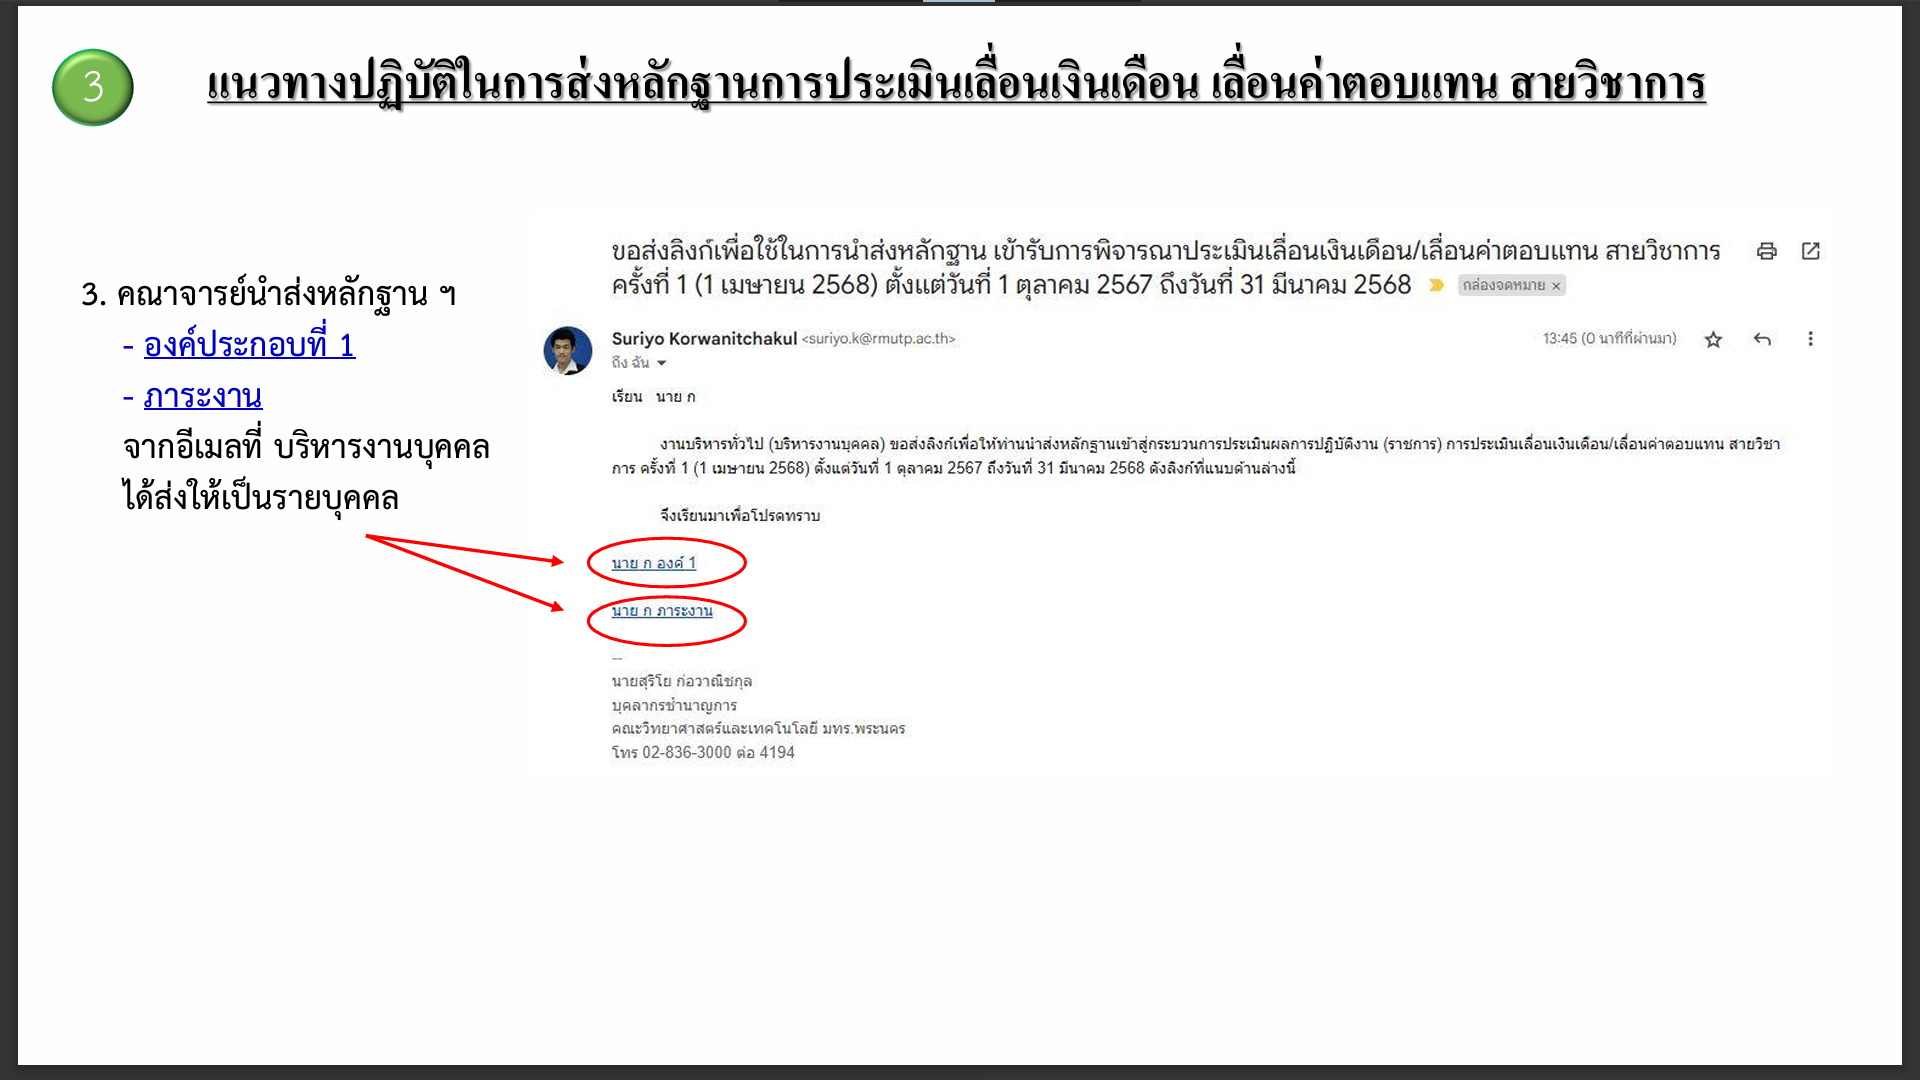 3
แนวทางปฏิบัติในการส่งหลักฐานการประเมินเลื่อนเงินเดือน เลื่อนค่าตอบแทน สายวิชาการ
3. คณาจารย์นำส่งหลักฐาน ฯ
- องค์ประกอบที่ 1
- ภาระงาน
จากอีเมลที่ บริหารงานบุคคล
ได้ส่งให้เป็นรายบุคคล
ขอส่งลิงก์เพื่อใช้ในการนำส่งหลักฐาน เข้ารับการพิจารณาประเมินเลื่อนเงินเดือน/เลื่อนค่าตอบแทน สายวิชาการ
ครั้งที่ 1 (1 เมษายน 2568) ตั้งแต่วันที่ 1 ตุลาคม 2567 ถึงวันที่ 31 มีนาคม 2568 กล่องจดหมาย ×
Suriyo Korwanitchakul <suriyo.k@rmutp.ac.th> 13:45 (0 นาทีที่ผ่านมา)
ถึง ฉัน
เรียน นาย ก
งานบริหารทั่วไป (บริหารงานบุคคล) ขอส่งลิงก์เพื่อให้ท่านนำส่งหลักฐานเข้าสู่กระบวนการประเมินผลการปฏิบัติงาน (ราชการ) การประเมินเลื่อนเงินเดือน/เลื่อนค่าตอบแทน สายวิชา
การ ครั้งที่ 1 (1 เมษายน 2568) ตั้งแต่วันที่ 1 ตุลาคม 2567 ถึงวันที่ 31 มีนาคม 2568 ดังลิงก์ที่แนบด้านล่างนี้
จึงเรียนมาเพื่อโปรดทราบ
นาย ก องค์ 1
นาย ก ภาระงาน
--
นายสุริโย ก่อวาณิชกุล
บุคลากรชำนาญการ
คณะวิทยาศาสตร์และเทคโนโลยี มทร.พระนคร
โทร 02-836-3000 ต่อ 4194